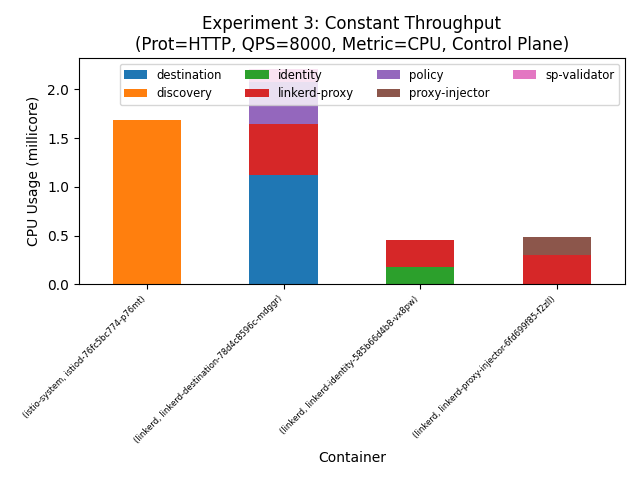 Experiment 3: Constant Throughput
(Prot=HTTP, QPS=8000, Metric=CPU, Control Plane)
destination
discovery
identity
linkerd-proxy
policy
proxy-injector
sp-validator
CPU Usage (millicore)
2.0
1.5
1.0
0.5
0.0
(istio-system, istiod-76fc5bc774-p76mt)
(linkerd, linkerd-destination-78d4c8596c-mdggr)
(linkerd, linkerd-identity-585b66d4b8-vx8pw)
(linkerd, linkerd-proxy-injector-6fd699f85-f2zll)
Container